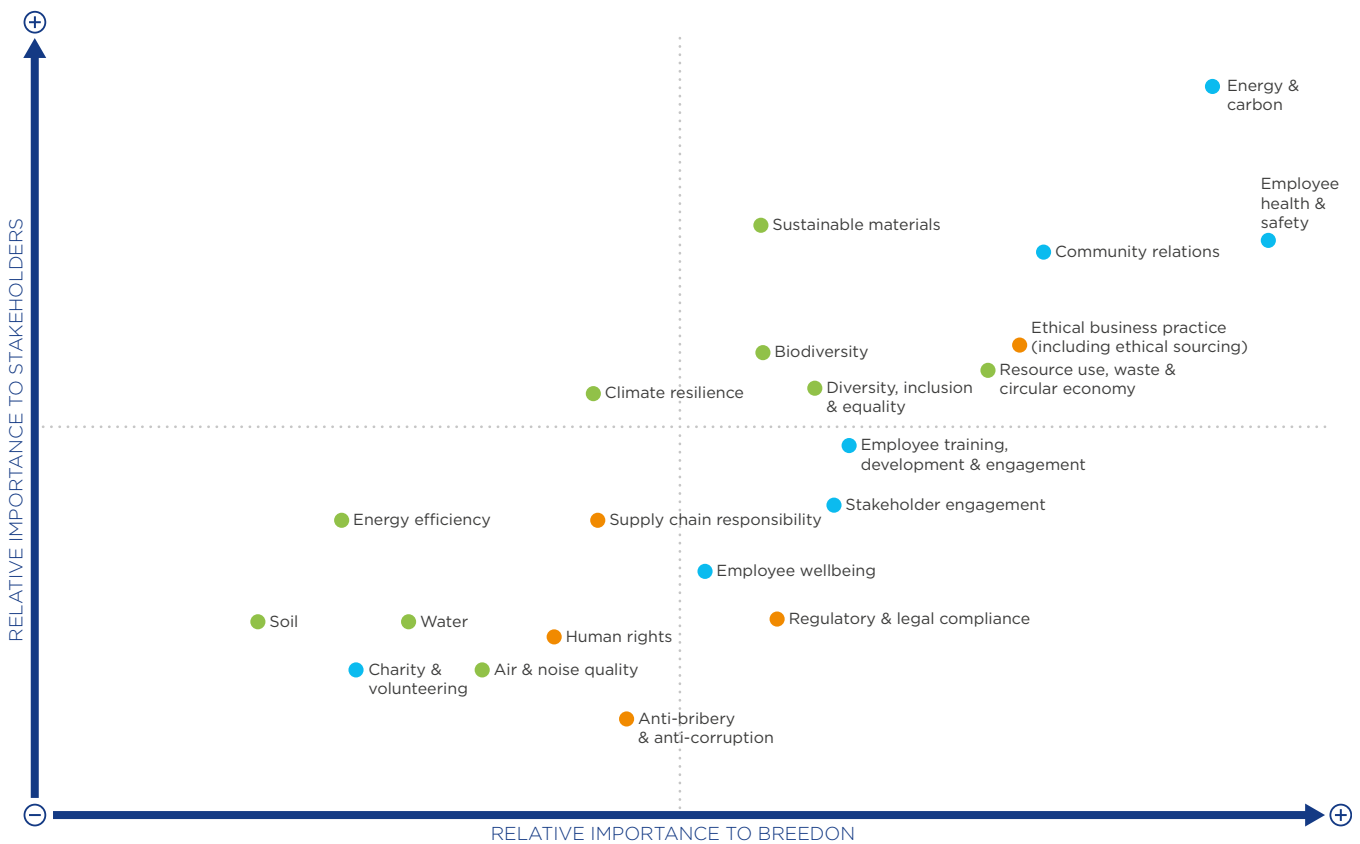 Energy &
carbon
Employee
health &
safety
Sustainable materials
Community relations
Ethical business practice
(including ethical sourcing)
Biodiversity
Resource use, waste &
circular economy
Climate resilience
Diversity, inclusion
& equality
Employee training,
development & engagement
Stakeholder engagement
Energy efficiency
Supply chain responsibility
Employee wellbeing
Soil
Water
Regulatory & legal compliance
Human rights
Charity &
volunteering
Air & noise quality
Anti-bribery
& anti-corruption
RELATIVE IMPORTANCE TO STAKEHOLDERS
RELATIVE IMPORTANCE TO BREEDON